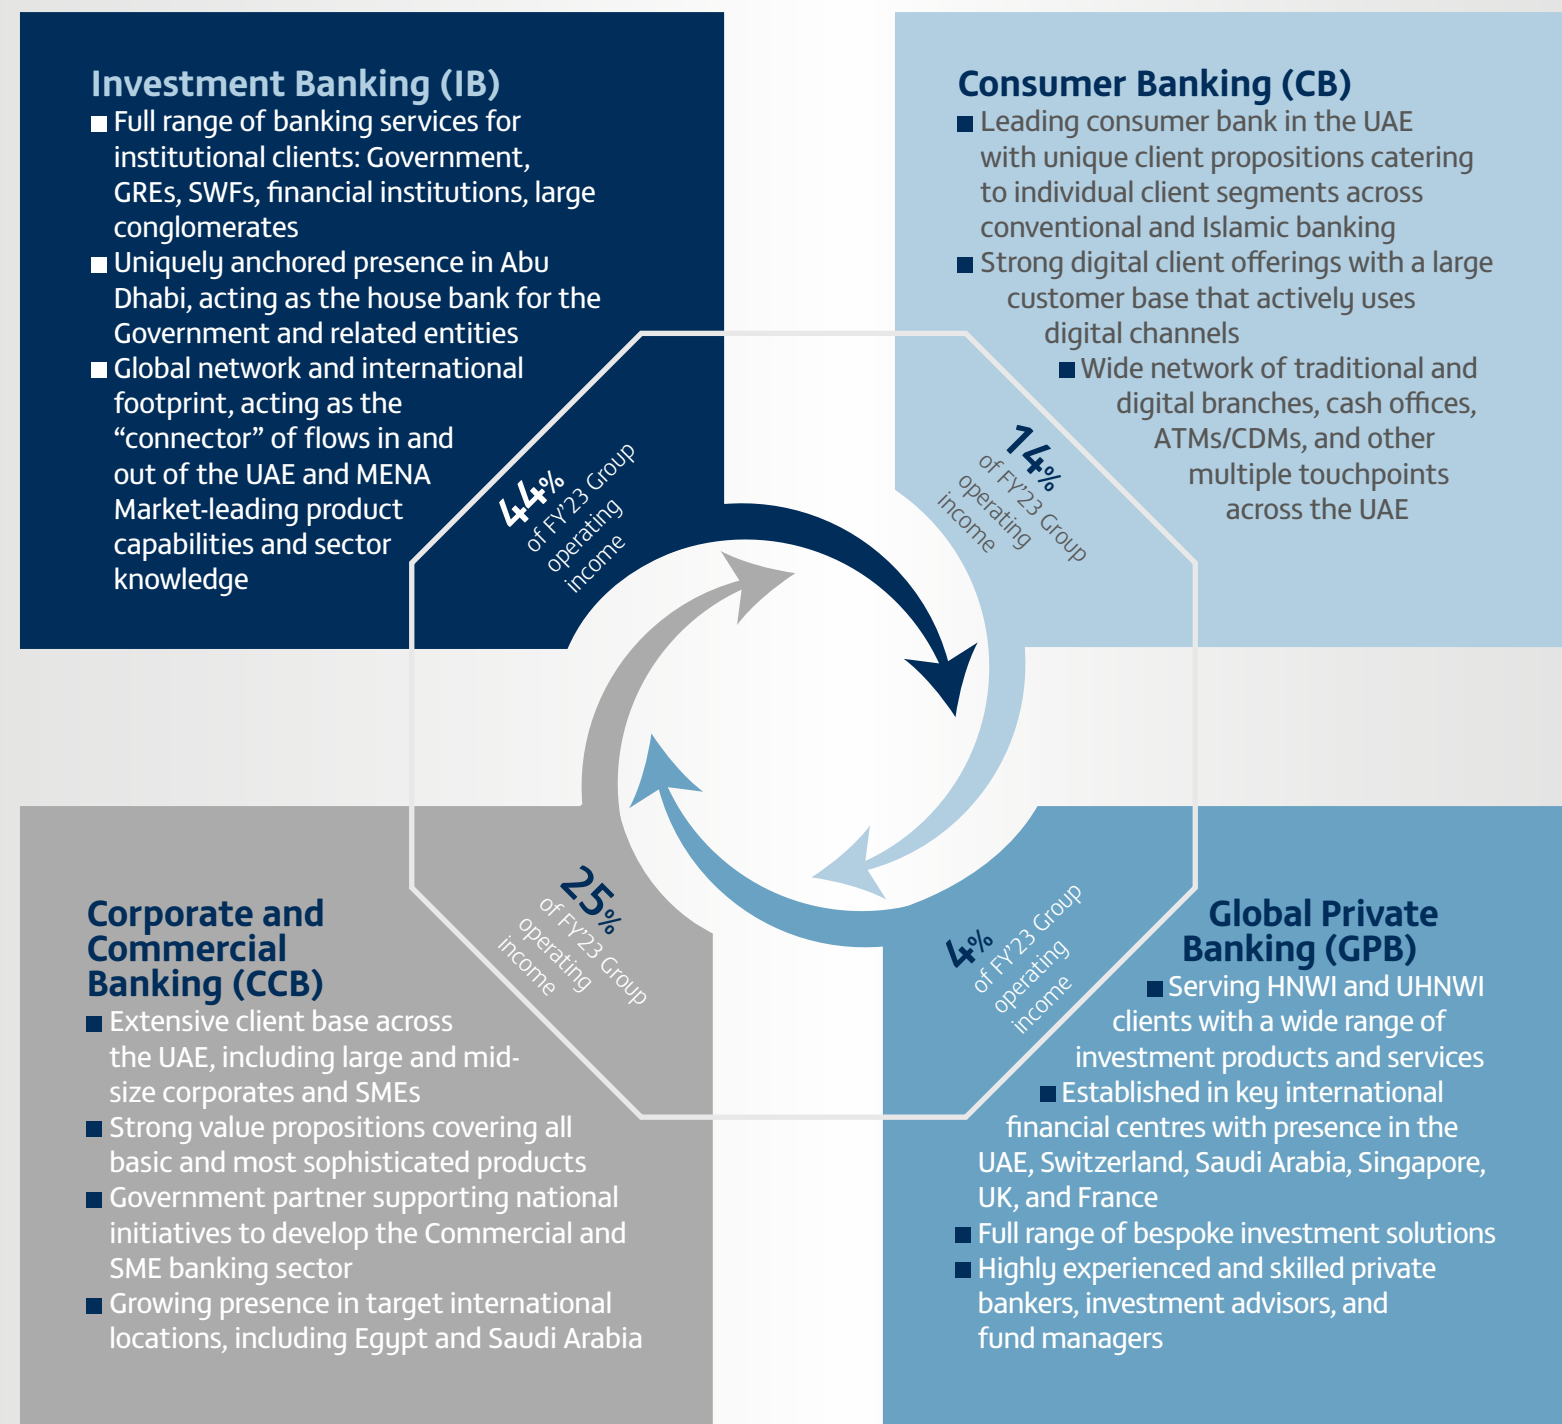 Investment Banking (IB)
Full range of banking services for
institutional clients: Government,
GREs, SWFs, financial institutions, large
conglomerates
Uniquely anchored presence in Abu
Dhabi, acting as the house bank for the
Government and related entities
Global network and international
footprint, acting as the
“connector” of flows in and
out of the UAE and MENA
Market-leading product
capabilities and sector
knowledge
44%
of FY’23 Group
operating
income
Consumer Banking (CB)
Leading consumer bank in the UAE
with unique client propositions catering
to individual client segments across
conventional and Islamic banking
Strong digital client offerings with a large
customer base that actively uses
digital channels
Wide network of traditional and
digital branches, cash offices,
ATMs/CDMs, and other
multiple touchpoints
across the UAE
14%
of FY’23 Group
operating
income
Corporate and
Commercial
Banking (CCB)
Extensive client base across
the UAE, including large and mid-
size corporates and SMEs
Strong value propositions covering all
basic and most sophisticated products
Government partner supporting national
initiatives to develop the Commercial and
SME banking sector
Growing presence in target international
locations, including Egypt and Saudi Arabia
25%
of FY’23 Group
operating
income
Global Private
Banking (GPB)
Serving HNWI and UHNWI
clients with a wide range of
investment products and services
Established in key international
financial centres with presence in the
UAE, Switzerland, Saudi Arabia, Singapore,
UK, and France
Full range of bespoke investment solutions
Highly experienced and skilled private
bankers, investment advisors, and
fund managers
4%
of FY’23 Group
operating
income